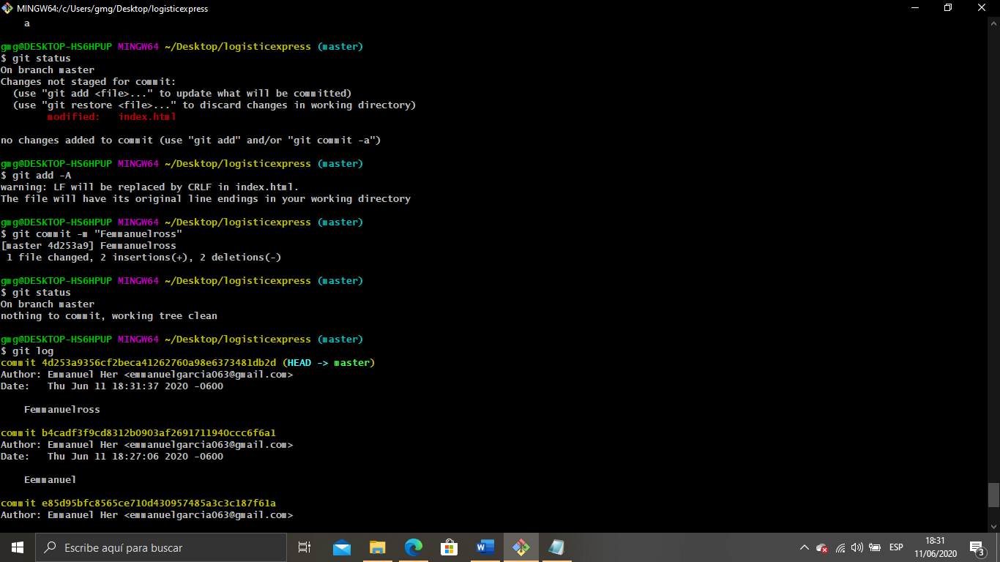 MINGW64:/c/Users/gmg/Desktop/logisticexpress
a
gmg@DESKTOP-HS6HPUP MINGW64 ~/Desktop/logisticexpress (master)
$ git status
On branch master
Changes not staged for commit:
(use "git add <file>..." to update what will be committed)
(use "git restore <file>..." to discard changes in working directory)
modified: index.html
no changes added to commit (use "git add" and/or "git commit -a")
gmg@DESKTOP-HS6HPUP MINGW64 ~/Desktop/logisticexpress (master)
$ git add -A
warning: LF will be replaced by CRLF in index.html.
The file will have its original line endings in your working directory
gmg@DESKTOP-HS6HPUP MINGW64 ~/Desktop/logisticexpress (master)
$ git commit -m "Femmanuelross"
[master 4d253a9] Femmanuelross
1 file changed, 2 insertions(+), 2 deletions(-)
gmg@DESKTOP-HS6HPUP MINGW64 ~/Desktop/logisticexpress (master)
$ git status
On branch master
nothing to commit, working tree clean
gmg@DESKTOP-HS6HPUP MINGW64 ~/Desktop/logisticexpress (master)
$ git log
commit 4d253a9356cf2beca41262760a98e6373481db2d (HEAD -> master)
Author: Emmanuel Her <emmanuelgarcia063@gmail.com>
Date: Thu Jun 11 18:31:37 2020 -0600
Femmanuelross
commit b4cadf3f9cd8312b0903af2691711940ccc6f6a1
Author: Emmanuel Her <emmanuelgarcia063@gmail.com>
Date: Thu Jun 11 18:27:06 2020 -0600
Eemmanuel
commit e85d95bfc8565ce710d430957485a3c3c187f61a
Author: Emmanuel Her <emmanuelgarcia063@gmail.com>
Escribe aquí para buscar
ESP
18:31
11/06/2020
3